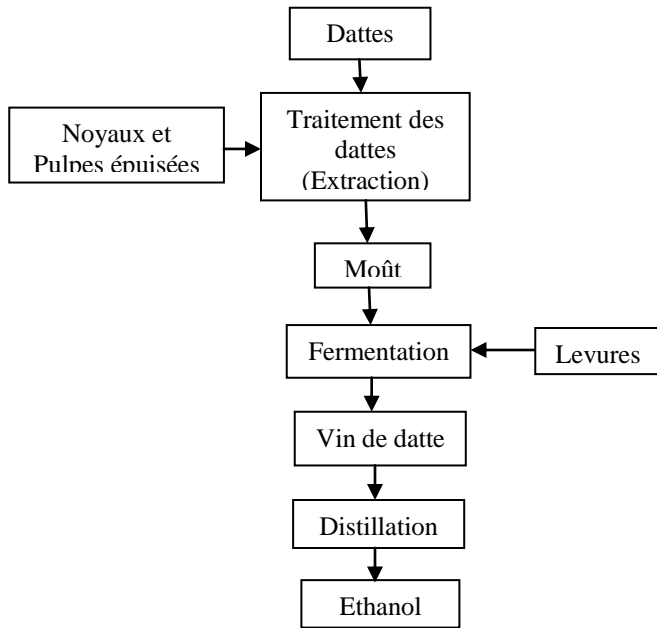 Dattes
Noyaux et
Pulpes épuisées
Traitement des
dattes
(Extraction)
Moût
Fermentation
Levures
Vin de datte
Distillation
Ethanol